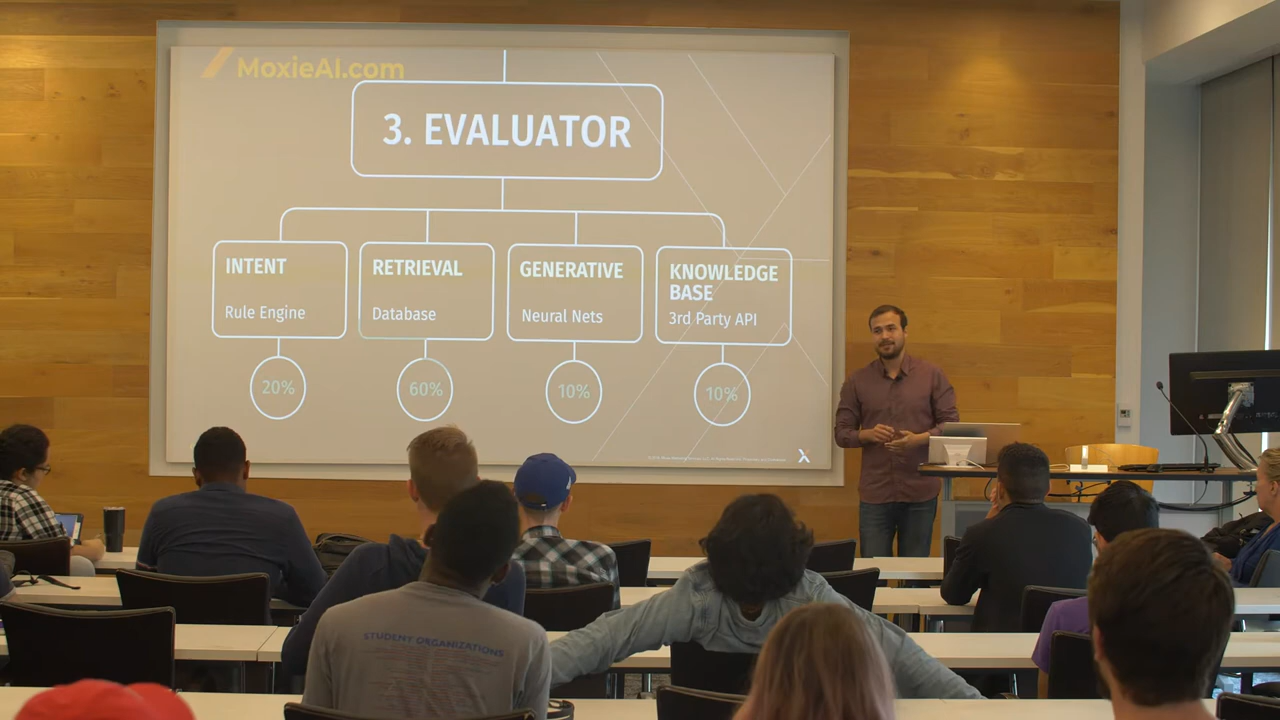 MoxieAI.com
3. EVALUATOR
INTENT
Rule Engine
20%
RETRIEVAL
Database
60%
GENERATIVE
Neural Nets
10%
KNOWLEDGE
BASE
3rd Party API
10%
STUDENT ORGANIZATIONS